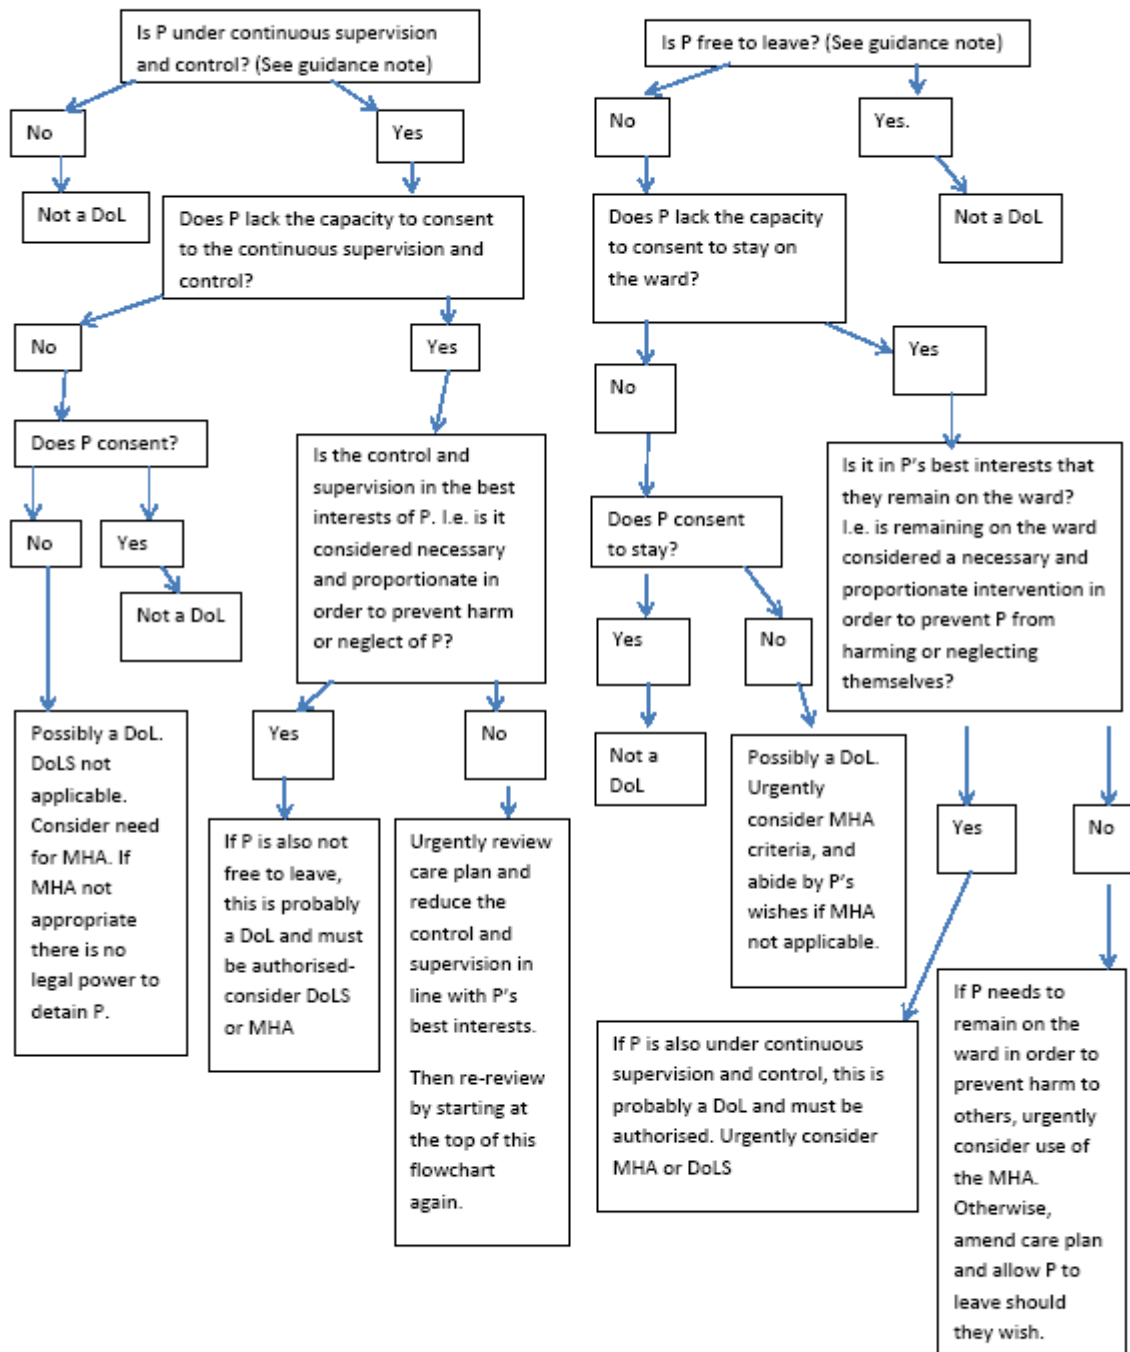 Is P under continuous supervision
and control? (See guidance note)
No
Yes
Not a DoL
Does P lack the capacity to consent
to the continuous supervision and
control?
No
Yes
Does P consent?
No
Yes
Not a DoL
Is the control and
supervision in the best
interests of P. I.e. is it
considered necessary
and proportionate in
order to prevent harm
or neglect of P?
Possibly a DoL.
DoLS not
applicable.
Consider need
for MHA. If
MHA not
appropriate
there is no
legal power to
detain P.
Yes
No
If P is also not
free to leave,
this is probably
a DoL and must
be authorised-
consider DoLS
or MHA
Urgently review
care plan and
reduce the
control and
supervision in
line with P's
best interests.
Then re-review
by starting at
the top of this
flowchart
again.
Is P free to leave? (See guidance note)
No
Yes.
Not a DoL
Does P lack the capacity
to consent to stay on
the ward?
No
Yes
Does P consent
to stay?
Yes
No
Not a
DoL
Possibly a DoL.
Urgently
consider MHA
criteria, and
abide by P's
wishes if MHA
not applicable.
Is it in P's best interests that
they remain on the ward?
I.e. is remaining on the ward
considered a necessary and
proportionate intervention in
order to prevent P from
harming or neglecting
themselves?
Yes
No
If P is also under continuous
supervision and control, this is
probably a DoL and must be
authorised. Urgently consider
MHA or DoLS
If P needs to
remain on the
ward in order to
prevent harm to
others, urgently
consider use of
the MHA.
Otherwise,
amend care plan
and allow P to
leave should
they wish.